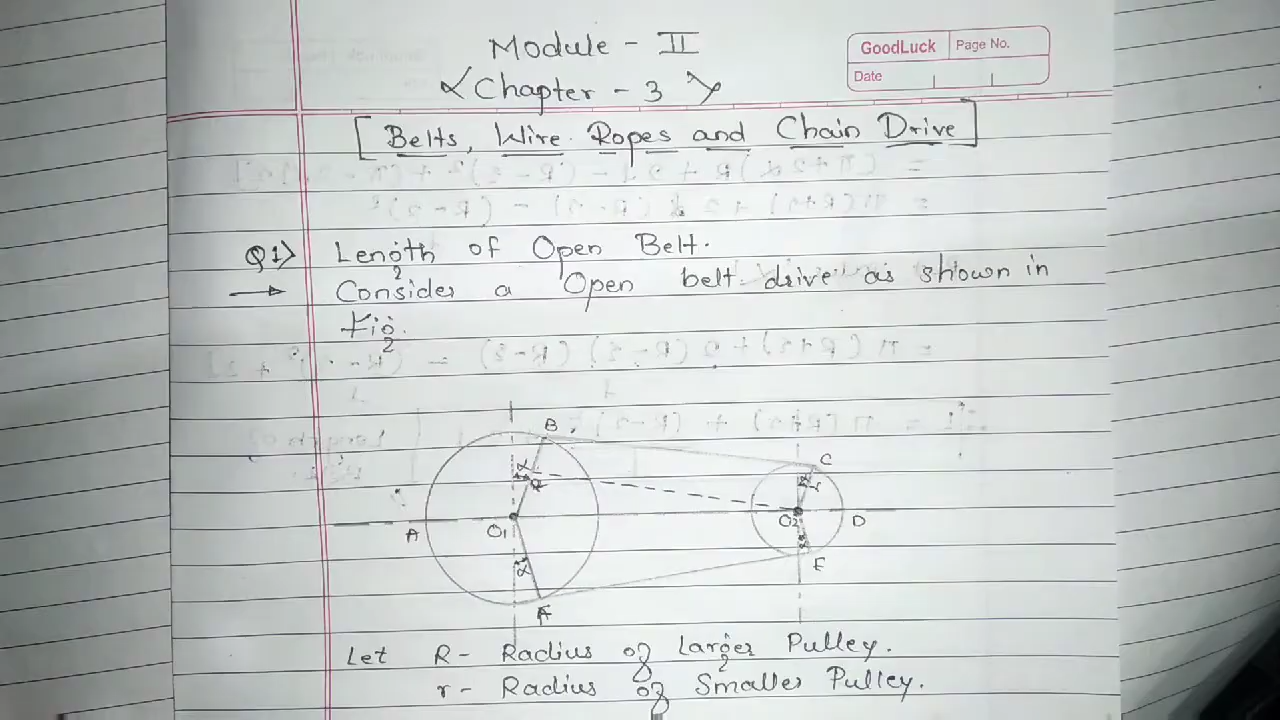 Module - II
GoodLuck Page No.
Date
<Chapter - 3>
[Belts, Wire Ropes and Chain Drive]
Q1> Length of Open Belt.
→ Consider a Open belt drive as shown in
fig.
B
α
R
C
α r
A O1 O2 D
α
α
E
F
Let R - Radius of Larger Pulley.
r - Radius of Smaller Pulley.